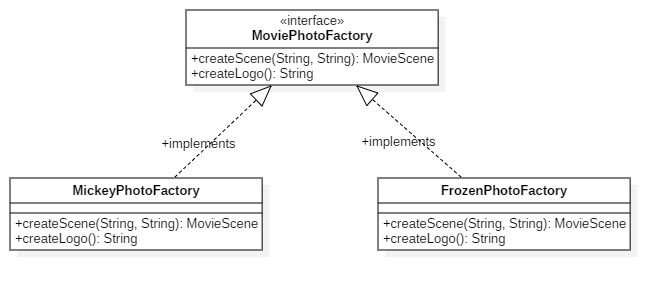 «interface»
MoviePhotoFactory
+createScene(String, String): MovieScene
+createLogo(): String
+implements
+implements
MickeyPhotoFactory
+createScene(String, String): MovieScene
+createLogo(): String
FrozenPhotoFactory
+createScene(String, String): MovieScene
+createLogo(): String